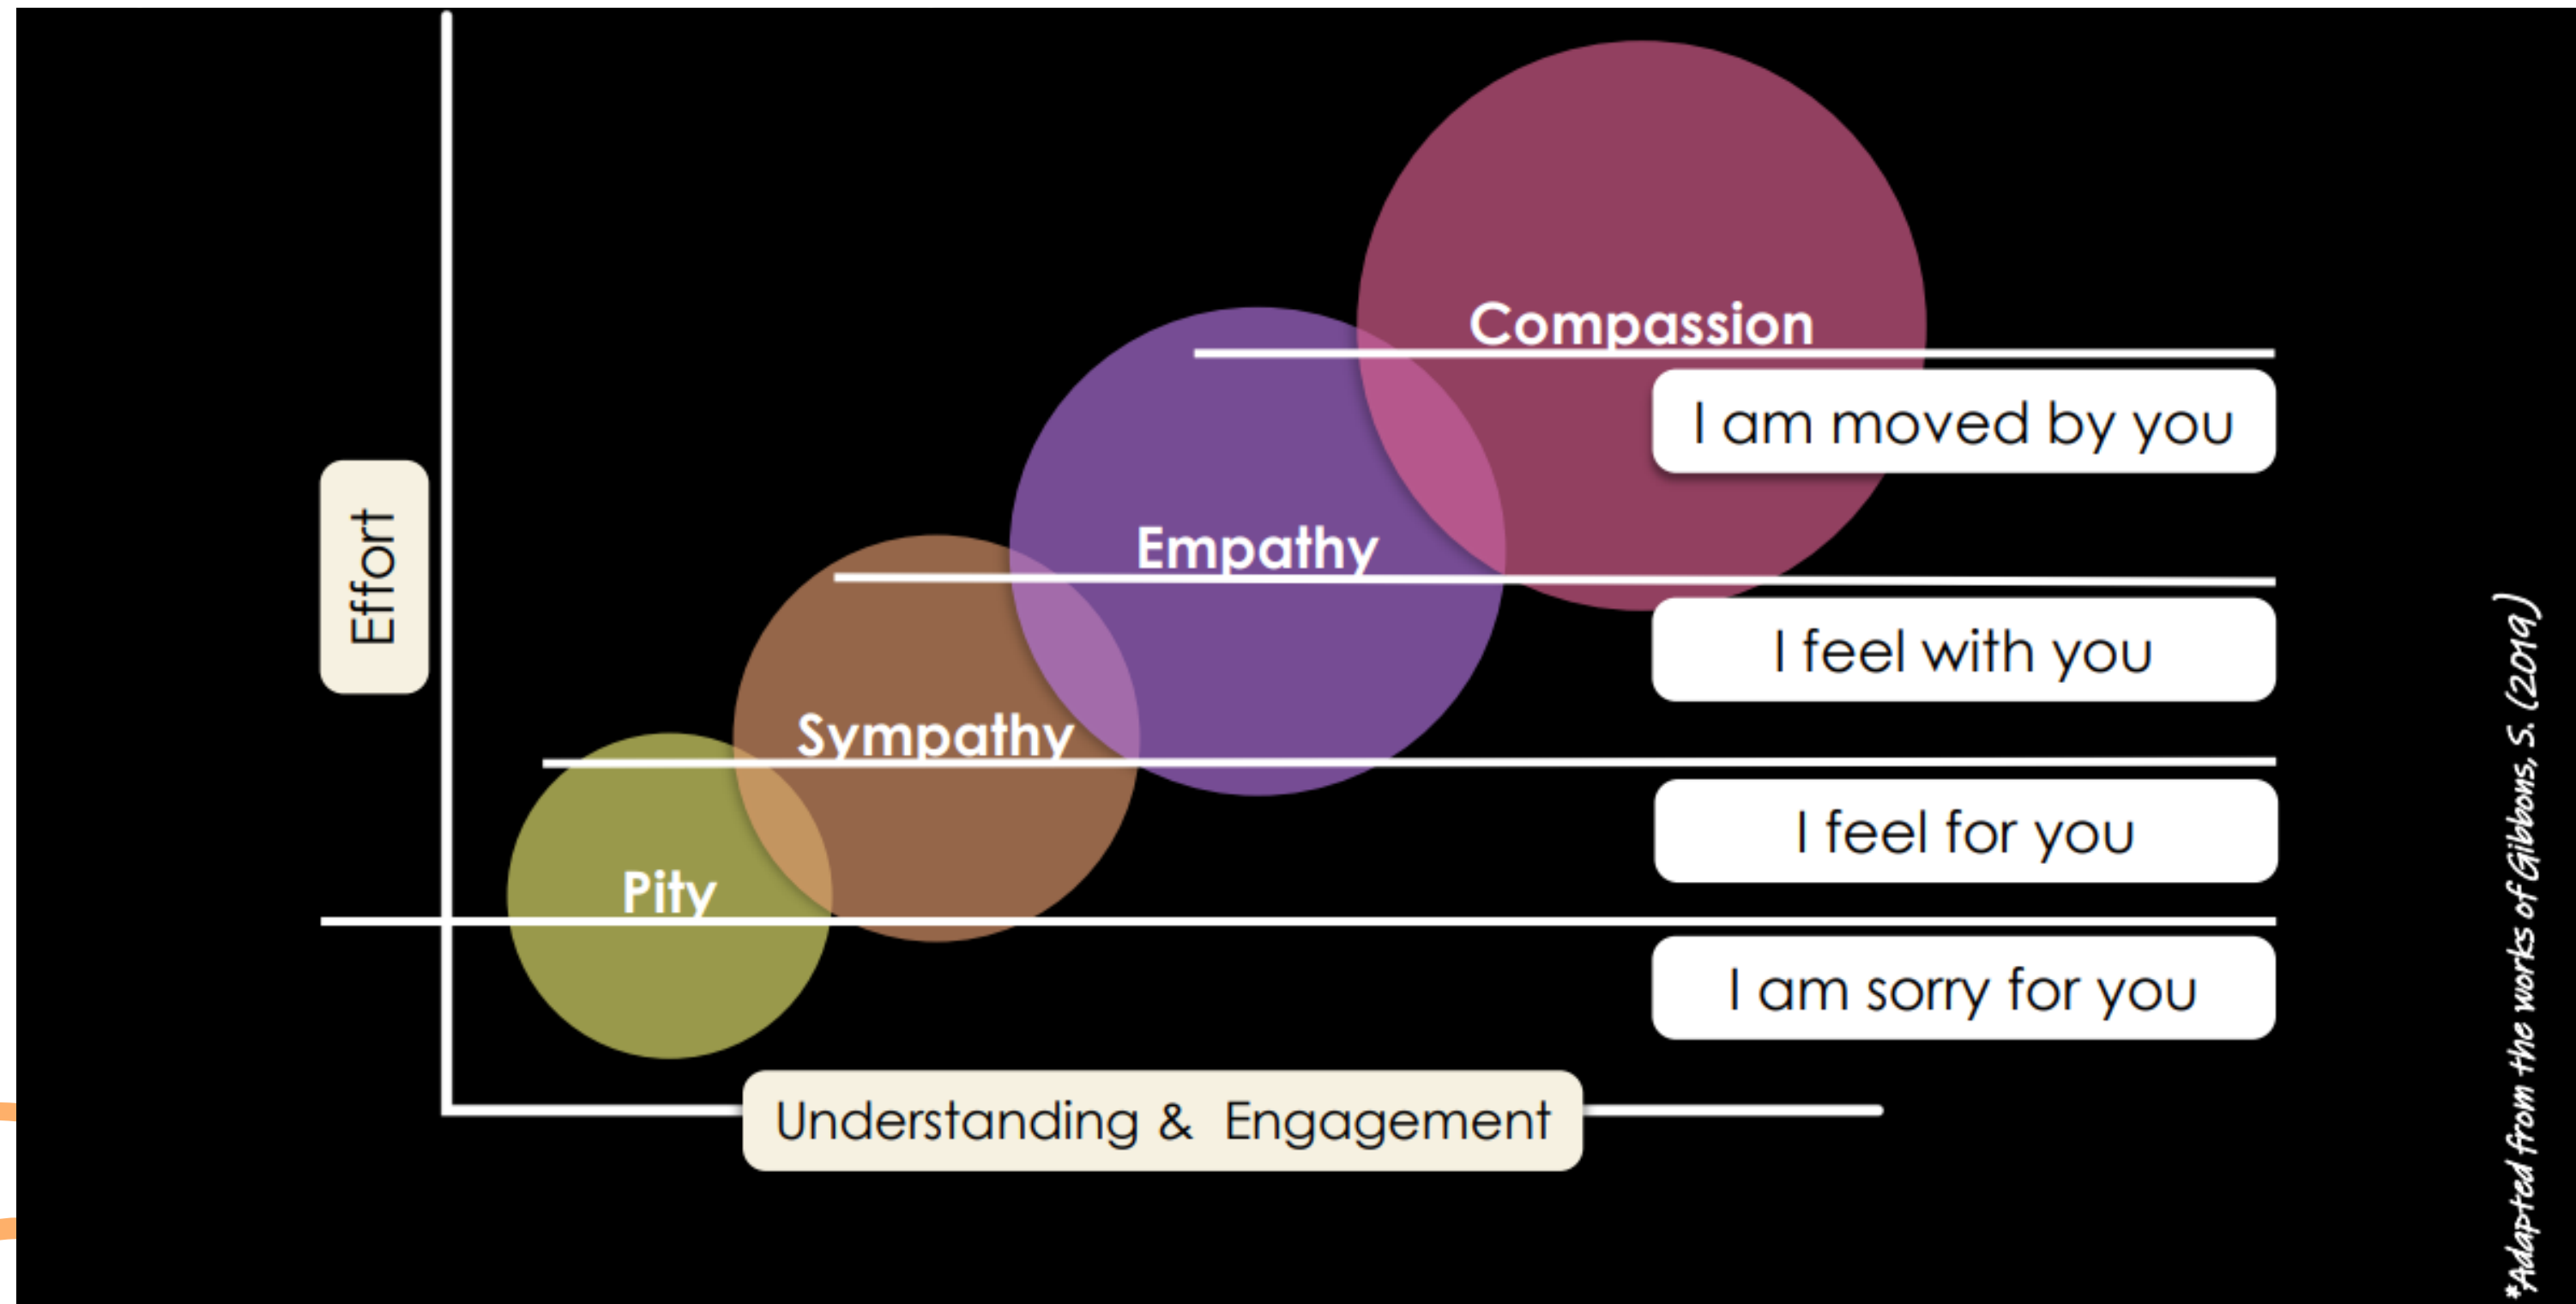 Compassion
I am moved by you
Empathy
I feel with you
Effort
Sympathy
I feel for you
Pity
I am sorry for you
Understanding & Engagement
*Adapted from the works of Gibbons, S. (2019)